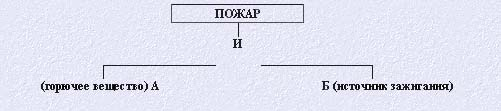 ПОЖАР
И
(горючее вещество) А Б (источник зажигания)